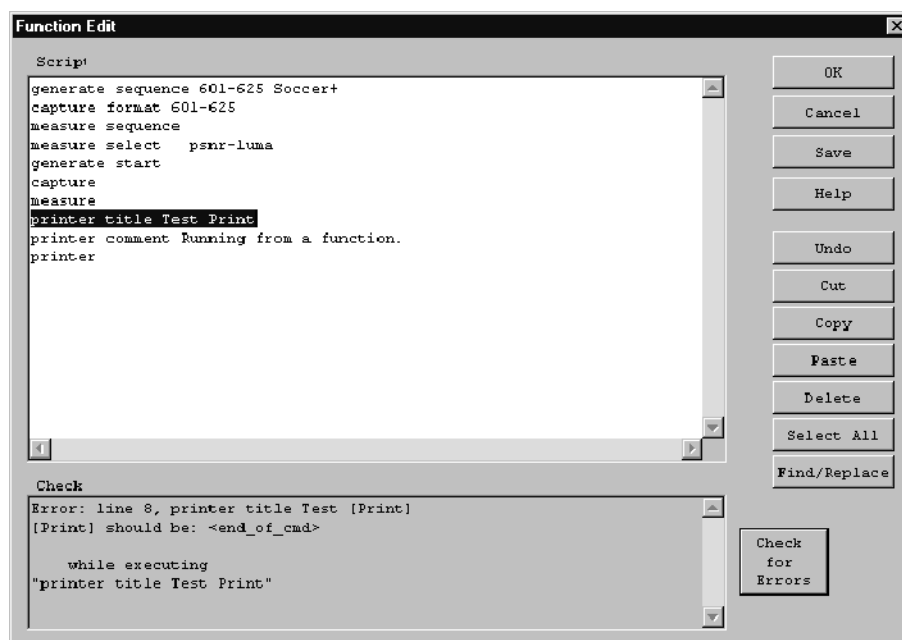 Function Edit
Script
generate sequence 601-625 Soccer+
capture format 601-625
measure sequence
measure select psnr-luma
generate start
capture
measure
printer title Test Print
printer comment Running from a function.
printer
OK
Cancel
Save
Help
Undo
Cut
Copy
Paste
Delete
Select All
Find/Replace
Check
Error: line 8, printer title Test [Print]
[Print] should be: <end_of_cmd>
while executing
"printer title Test Print"
Check
for
Errors